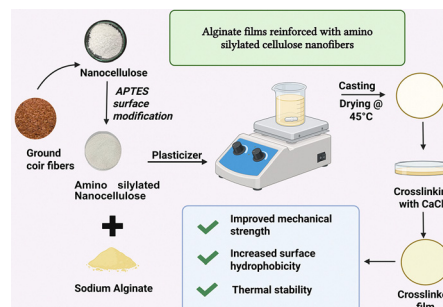 Alginate films reinforced with amino
silylated cellulose nanofibers
Nanocellulose
APTES
surface
modification
Ground
coir fibers
Amino silylated
Nanocellulose
Sodium Alginate
Plasticizer
Casting
Drying @
45°C
Crosslinkin
with CaCl
Crosslinke
film
Improved mechanical
strength
Increased surface
hydrophobicity
Thermal stability